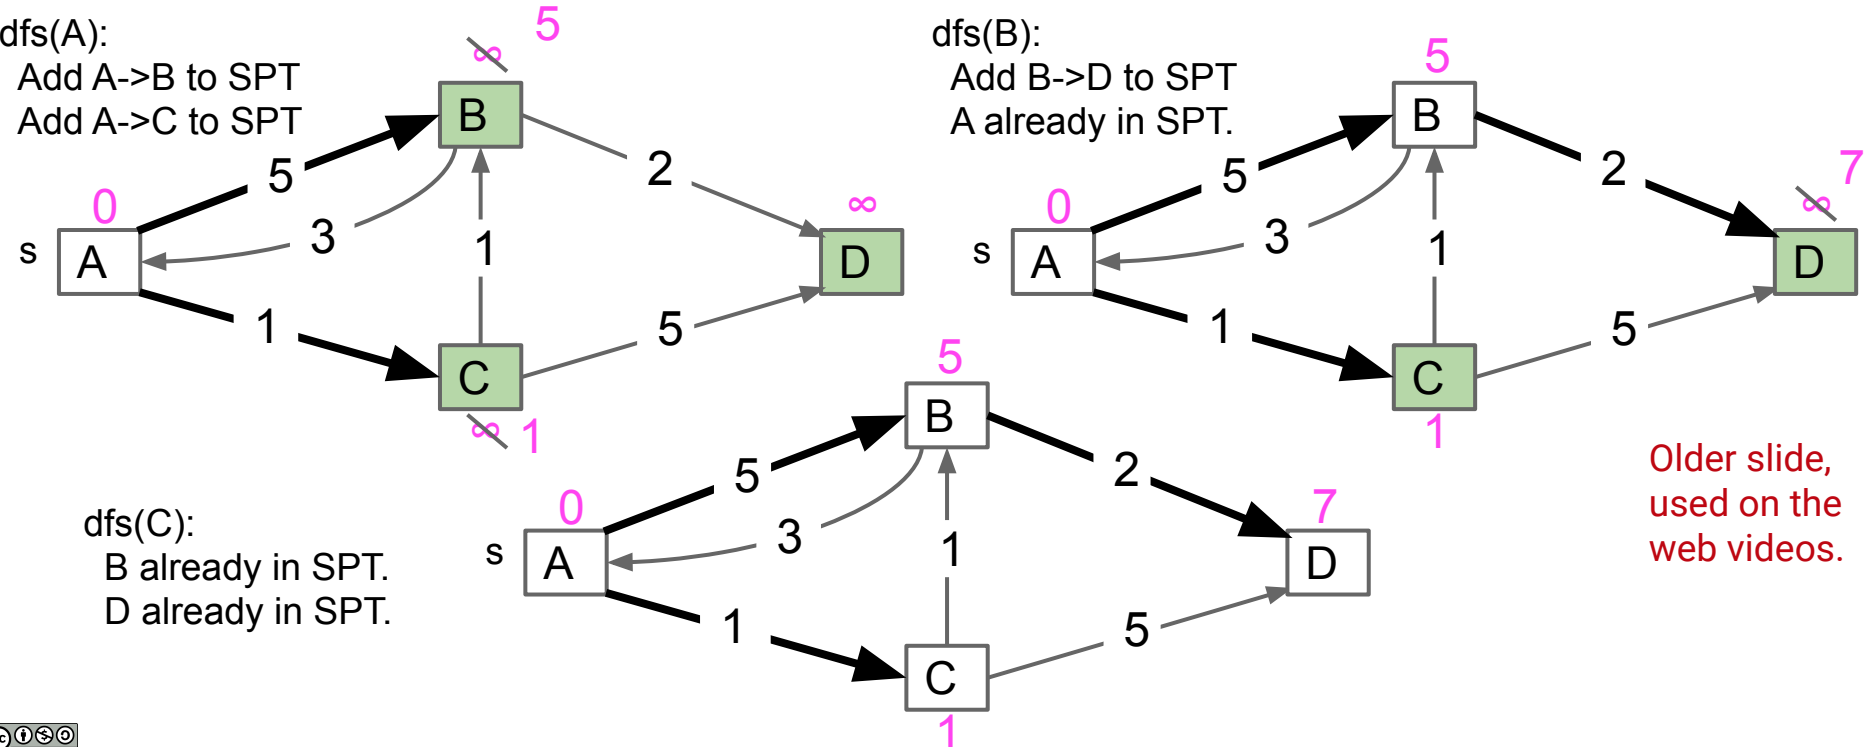 dfs(A):
Add A->B to SPT
Add A->C to SPT
∞ 5
B
5
2
0
3
1
∞
s
A
D
1
5
C
∞ 1
dfs(B):
Add B->D to SPT
A already in SPT.
5
B
5
2
7
0
3
1
∞
s
A
D
1
5
C
1
dfs(C):
B already in SPT.
D already in SPT.
5
B
5
2
0
3
1
7
s
A
D
1
5
C
1
Older slide,
used on the
web videos.